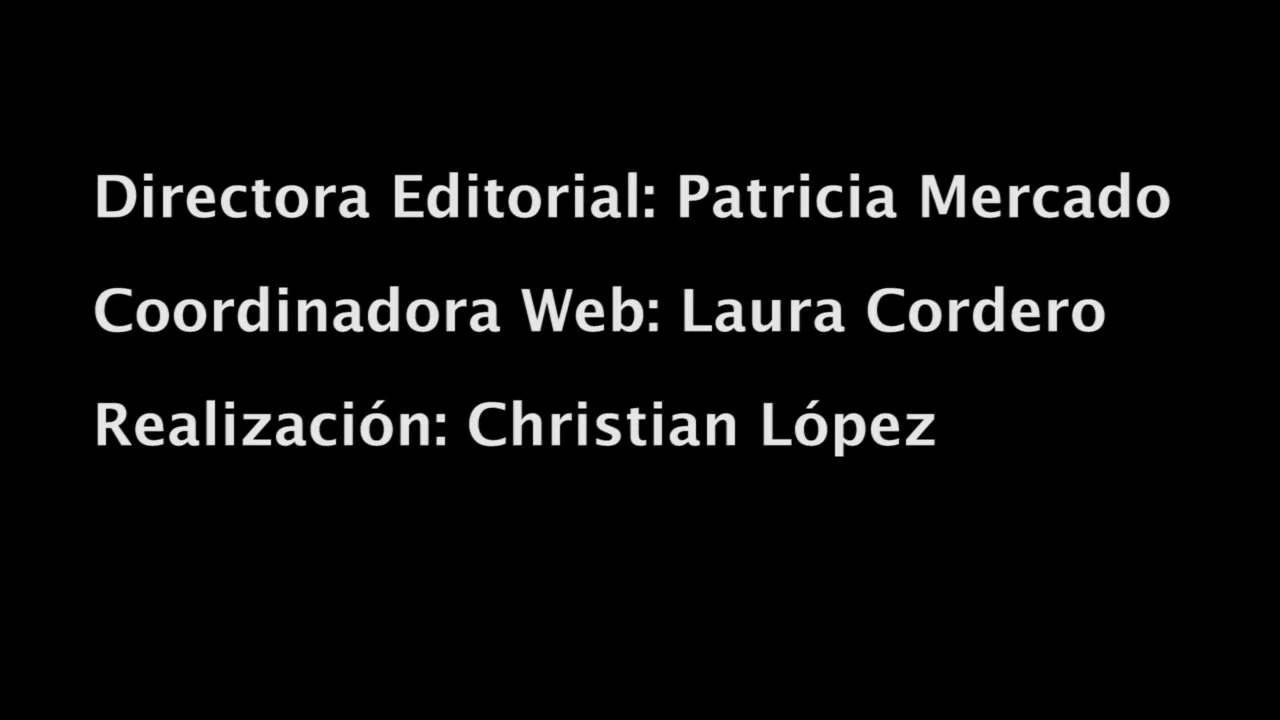 Directora Editorial: Patricia Mercado
Coordinadora Web: Laura Cordero
Realización: Christian López